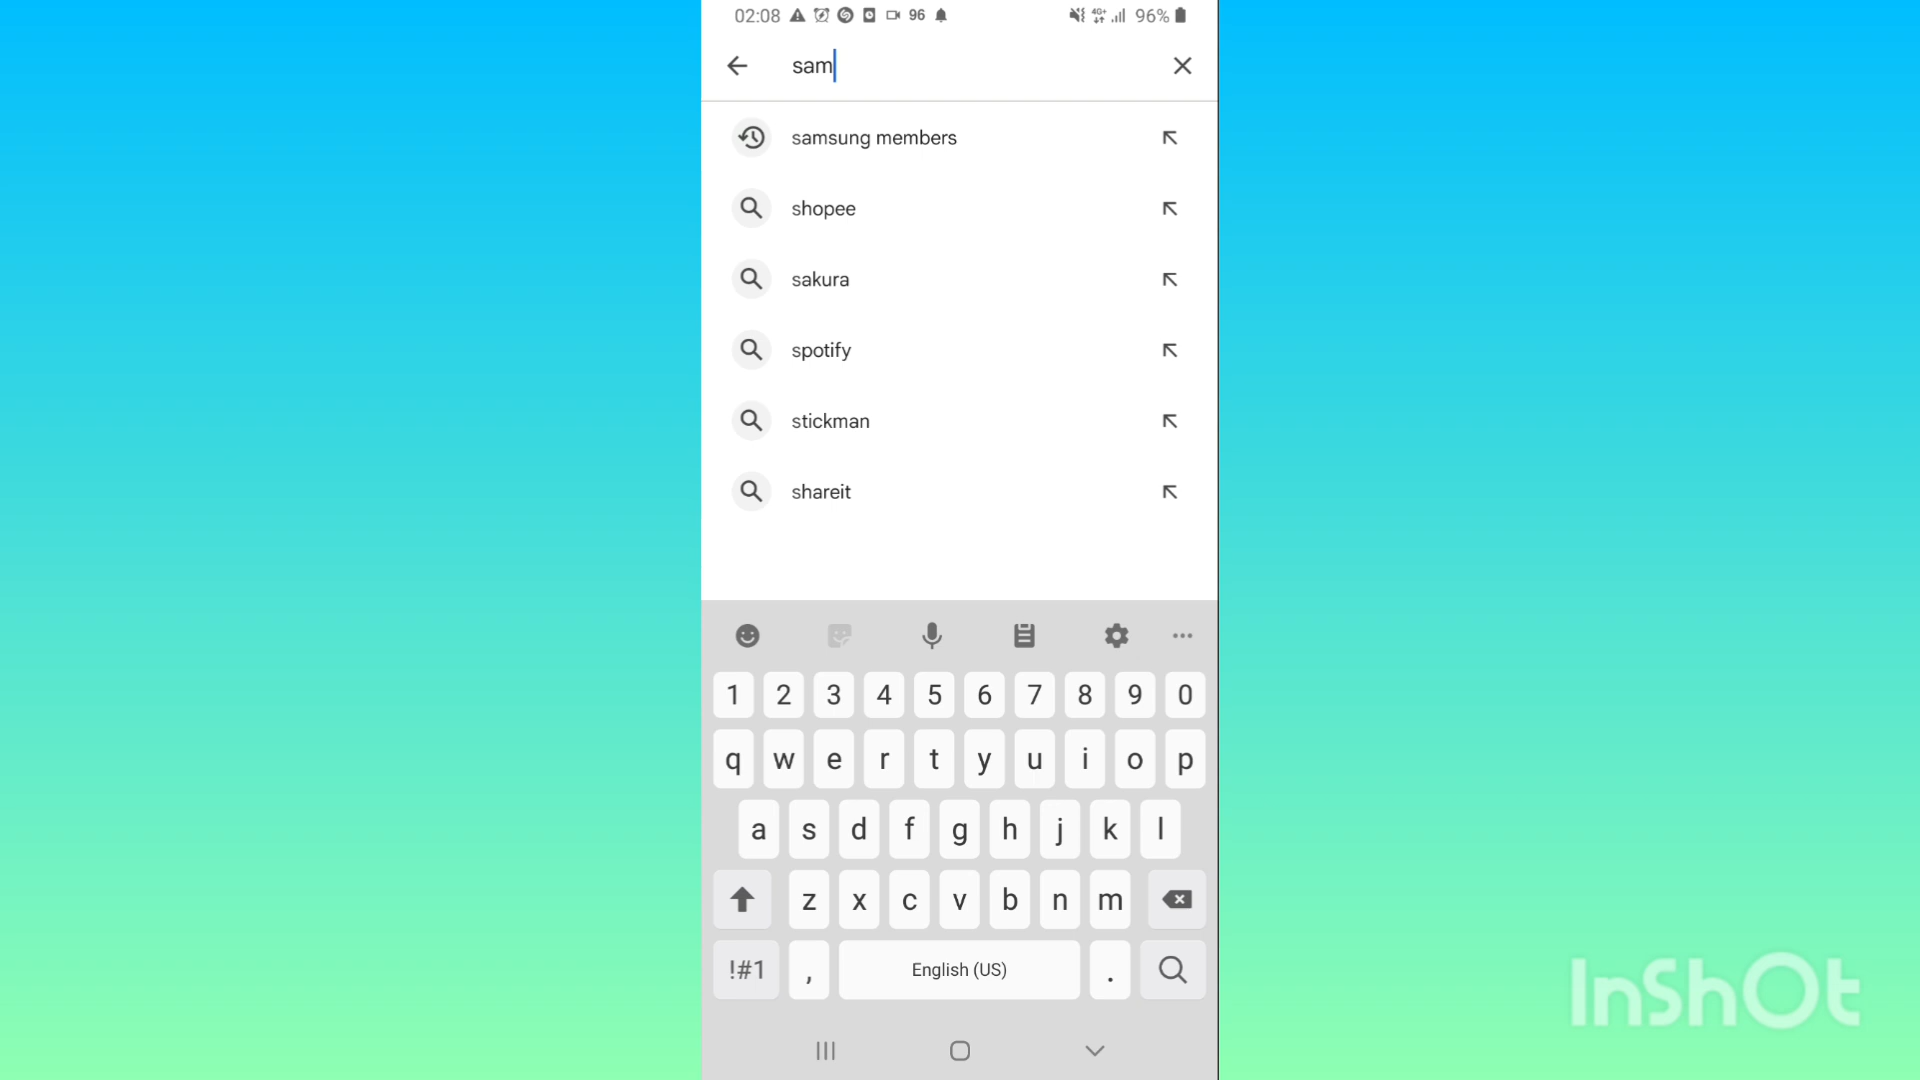 02:08 96 4G+ 96%
sam
samsung members
shopee
sakura
spotify
stickman
shareit
1 2 3 4 5 6 7 8 9 0
q w e r t y u i o p
a s d f g h j k l
z x c v b n m
!#1 , English (US) .
InShOt